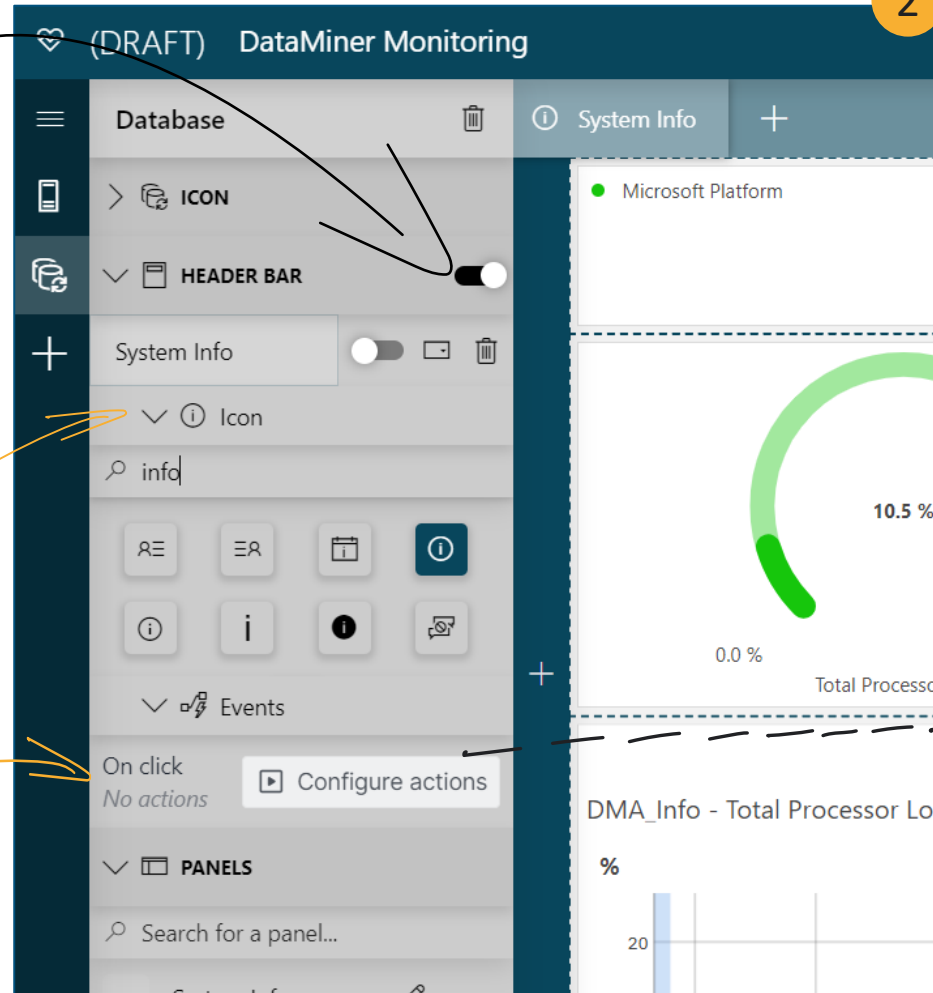 2
(DRAFT) DataMiner Monitoring
Database
System Info
ICON
Microsoft Platform
HEADER BAR
System Info
Icon
info
10.5 %
0.0 %
Total Processo
Events
On click
No actions
Configure actions
DMA_Info - Total Processor Lo
PANELS
%
Search for a panel...
20